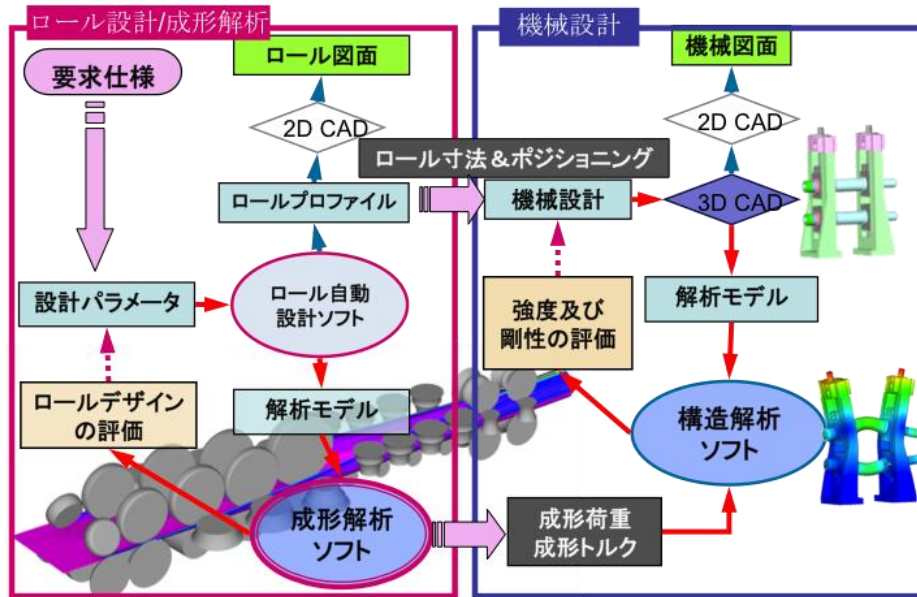 ロール設計/成形解析
要求仕様
ロール図面
2D CAD
ロールプロファイル
設計パラメータ
ロール自動
設計ソフト
ロールデザイン
の評価
解析モデル
成形解析
ソフト
機械設計
機械図面
2D CAD
ロール寸法＆ポジショニング
機械設計
3D CAD
強度及び
剛性の評価
解析モデル
構造解析
ソフト
成形荷重
成形トルク